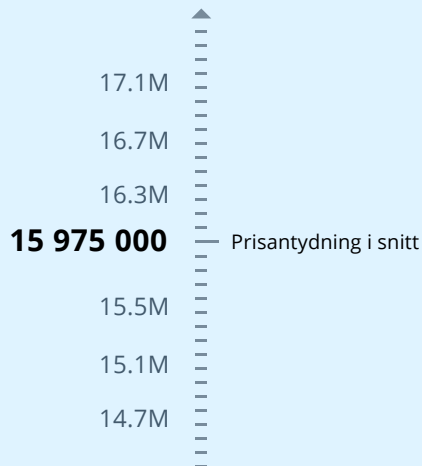 17.1M
16.7M
16.3M
15 975 000 Prisantydning i snitt
15.5M
15.1M
14.7M